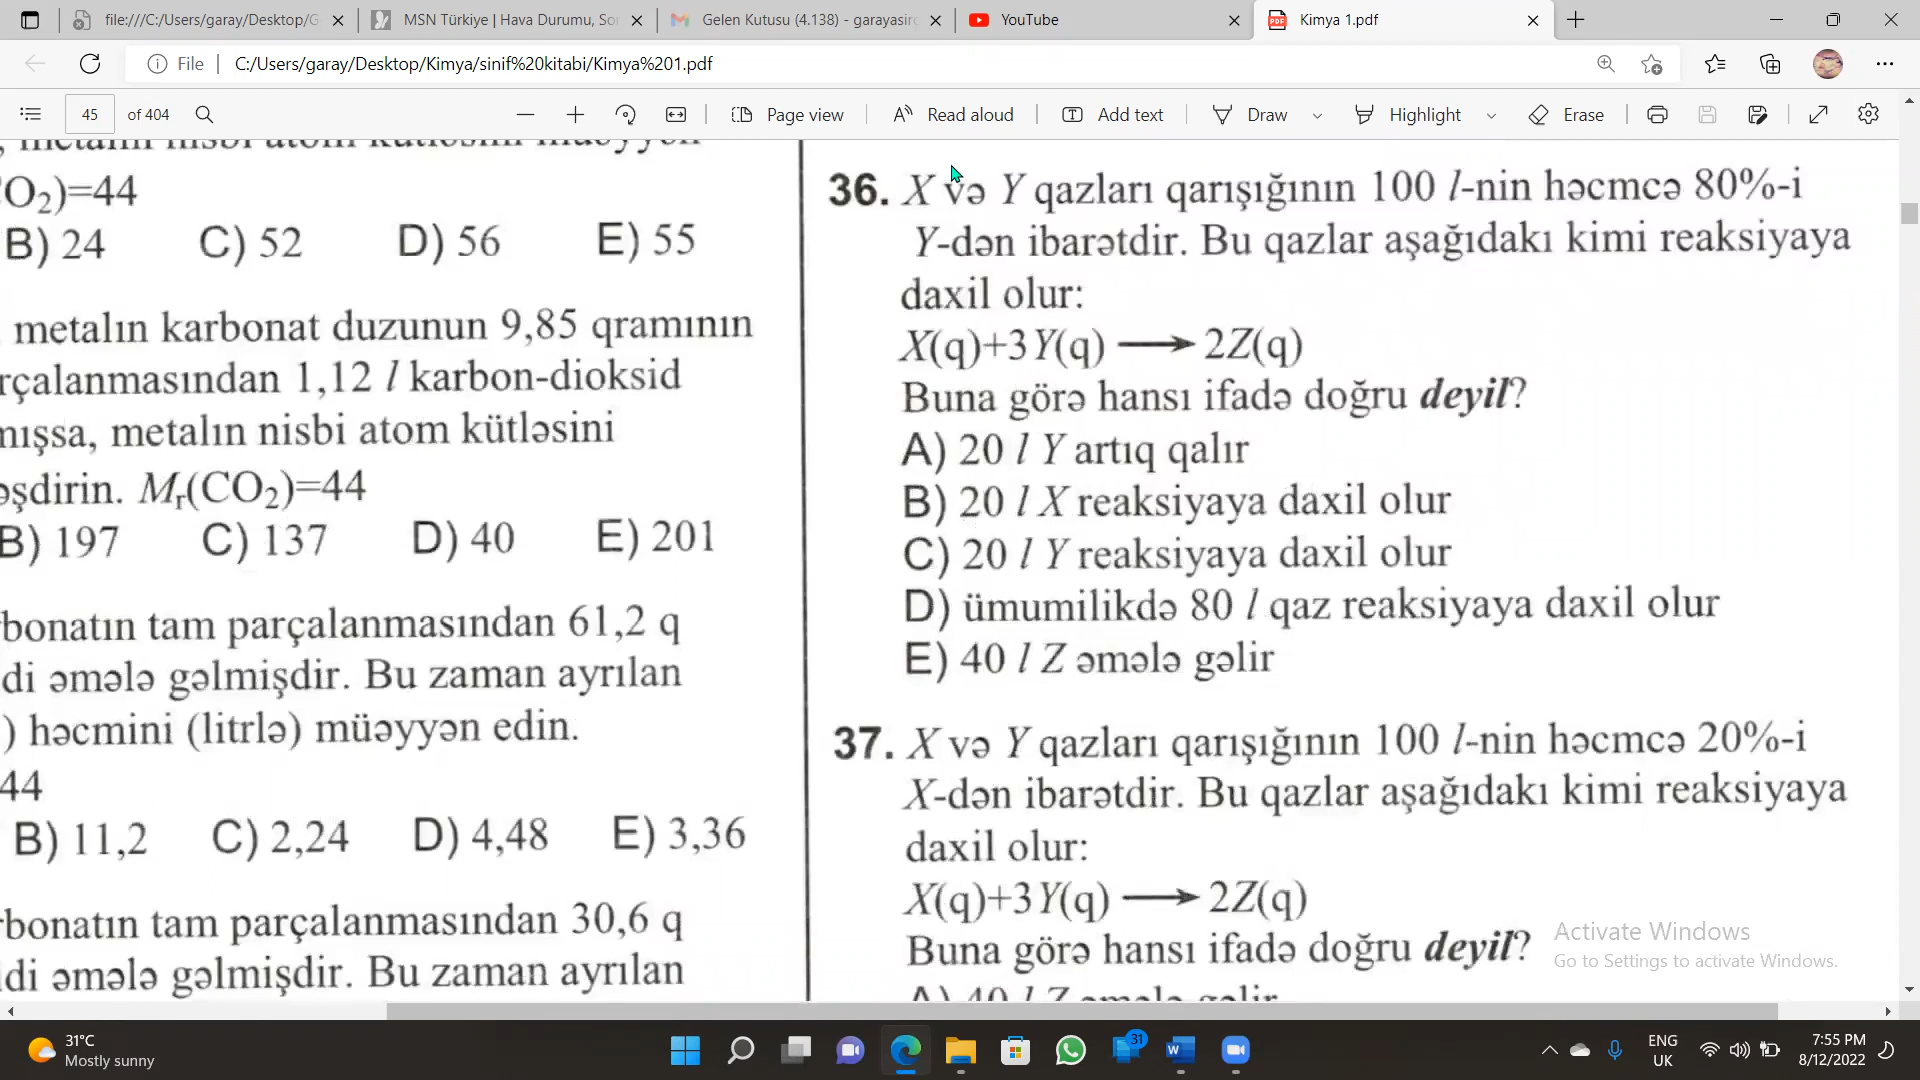 file:///C:/Users/garay/Desktop/G
MSN Türkiye | Hava Durumu, So
Gelen Kutusu (4.138) - garayasir
YouTube
Kimya 1.pdf
File
C:/Users/garay/Desktop/Kimya/sinif%20kitabi/Kimya%201.pdf
45 of 404
Page view
Read aloud
Add text
Draw
Highlight
Erase
O₂)=44
B) 24 C) 52 D) 56 E) 55
metalın karbonat duzunun 9,85 qramının
rçalanmasından 1,12 l karbon-dioksid
mışsa, metalın nisbi atom kütləsini
əşdirin. Mr(CO₂)=44
B) 197 C) 137 D) 40 E) 201
bonatın tam parçalanmasından 61,2 q
di əmələ gəlmişdir. Bu zaman ayrılan
) həcmini (litrlə) müəyyən edin.
44
B) 11,2 C) 2,24 D) 4,48 E) 3,36
rbonatın tam parçalanmasından 30,6 q
di əmələ gəlmişdir. Bu zaman ayrılan
36. X və Y qazları qarışığının 100 l-nin həcmcə 80%-i
Y-dən ibarətdir. Bu qazlar aşağıdakı kimi reaksiyaya
daxil olur:
X(q)+3Y(q) ⟶ 2Z(q)
Buna görə hansı ifadə doğru deyil?
A) 20 l Y artıq qalır
B) 20 l X reaksiyaya daxil olur
C) 20 l Y reaksiyaya daxil olur
D) ümumilikdə 80 l qaz reaksiyaya daxil olur
E) 40 l Z əmələ gəlir
37. X və Y qazları qarışığının 100 l-nin həcmcə 20%-i
X-dən ibarətdir. Bu qazlar aşağıdakı kimi reaksiyaya
daxil olur:
X(q)+3Y(q) ⟶ 2Z(q)
Buna görə hansı ifadə doğru deyil?
A) 40 l Z əmələ gəlir
Activate Windows
Go to Settings to activate Windows.
31°C
Mostly sunny
31
ENG
UK
7:55 PM
8/12/2022